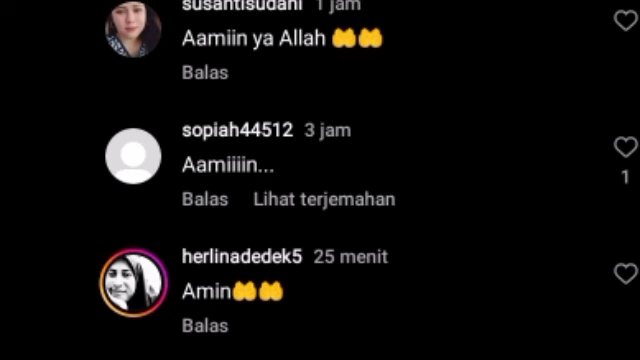 susantisudani 1 jam
Aamiin ya Allah 🤲🤲
Balas
sopiah44512 3 jam
Aamiiiin...
1
Balas Lihat terjemahan
herlinadedek5 25 menit
Amin🤲🤲
Balas